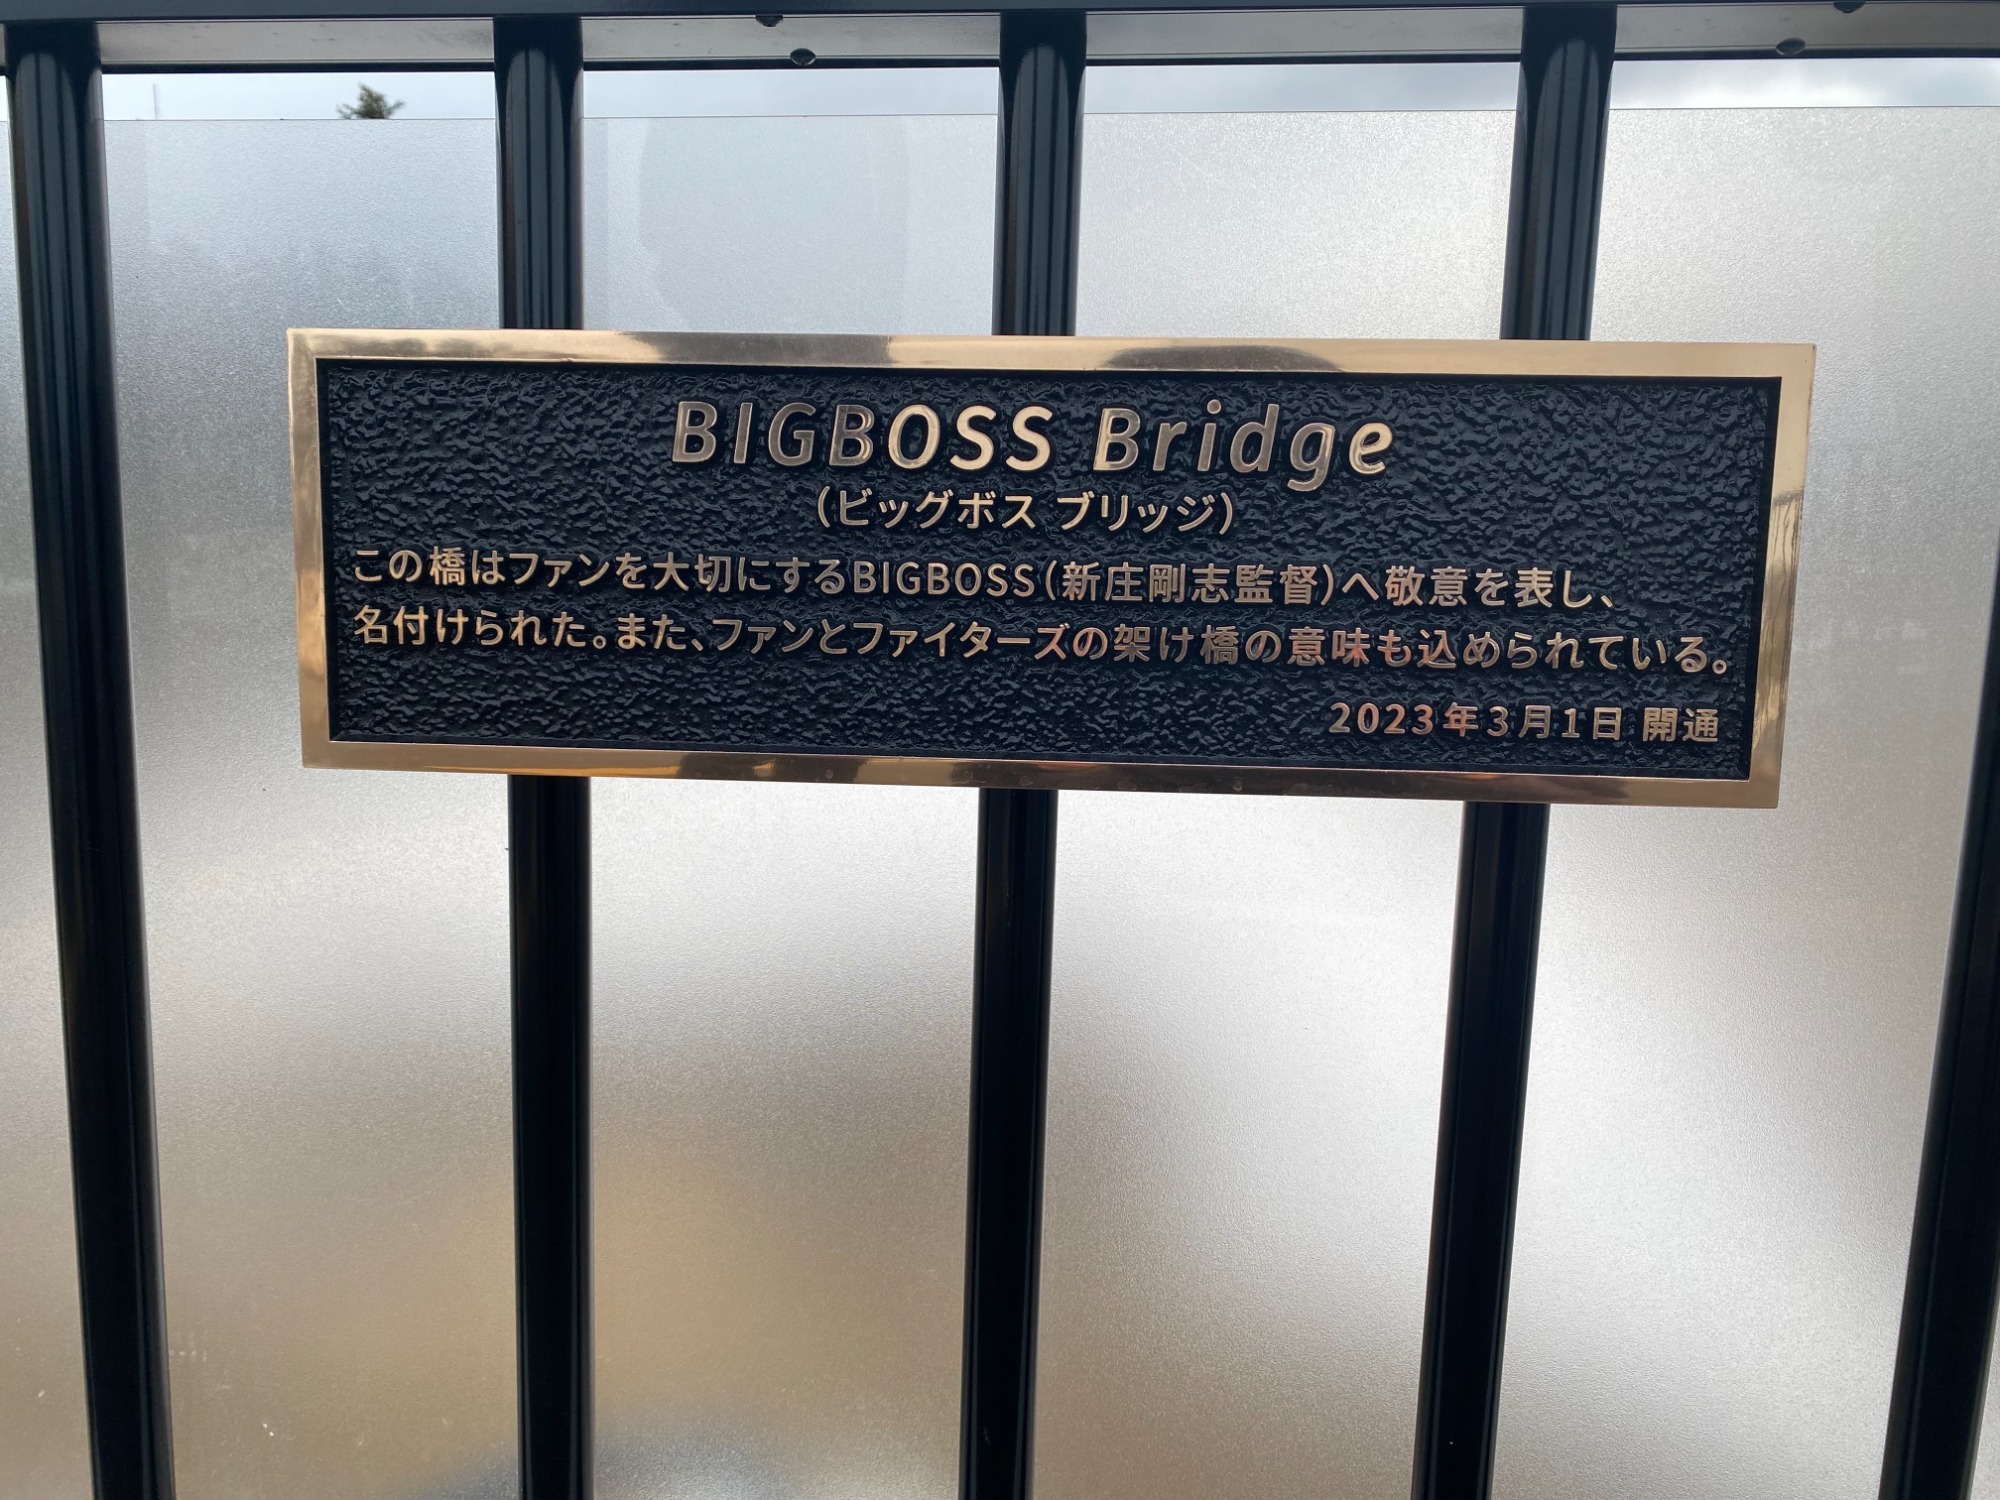 BIGBOSS Bridge
（ビッグボス ブリッジ）
この橋はファンを大切にするBIGBOSS（新庄剛志監督）へ敬意を表し、
名付けられた。また、ファンとファイターズの架け橋の意味も込められている。
2023年3月1日 開通